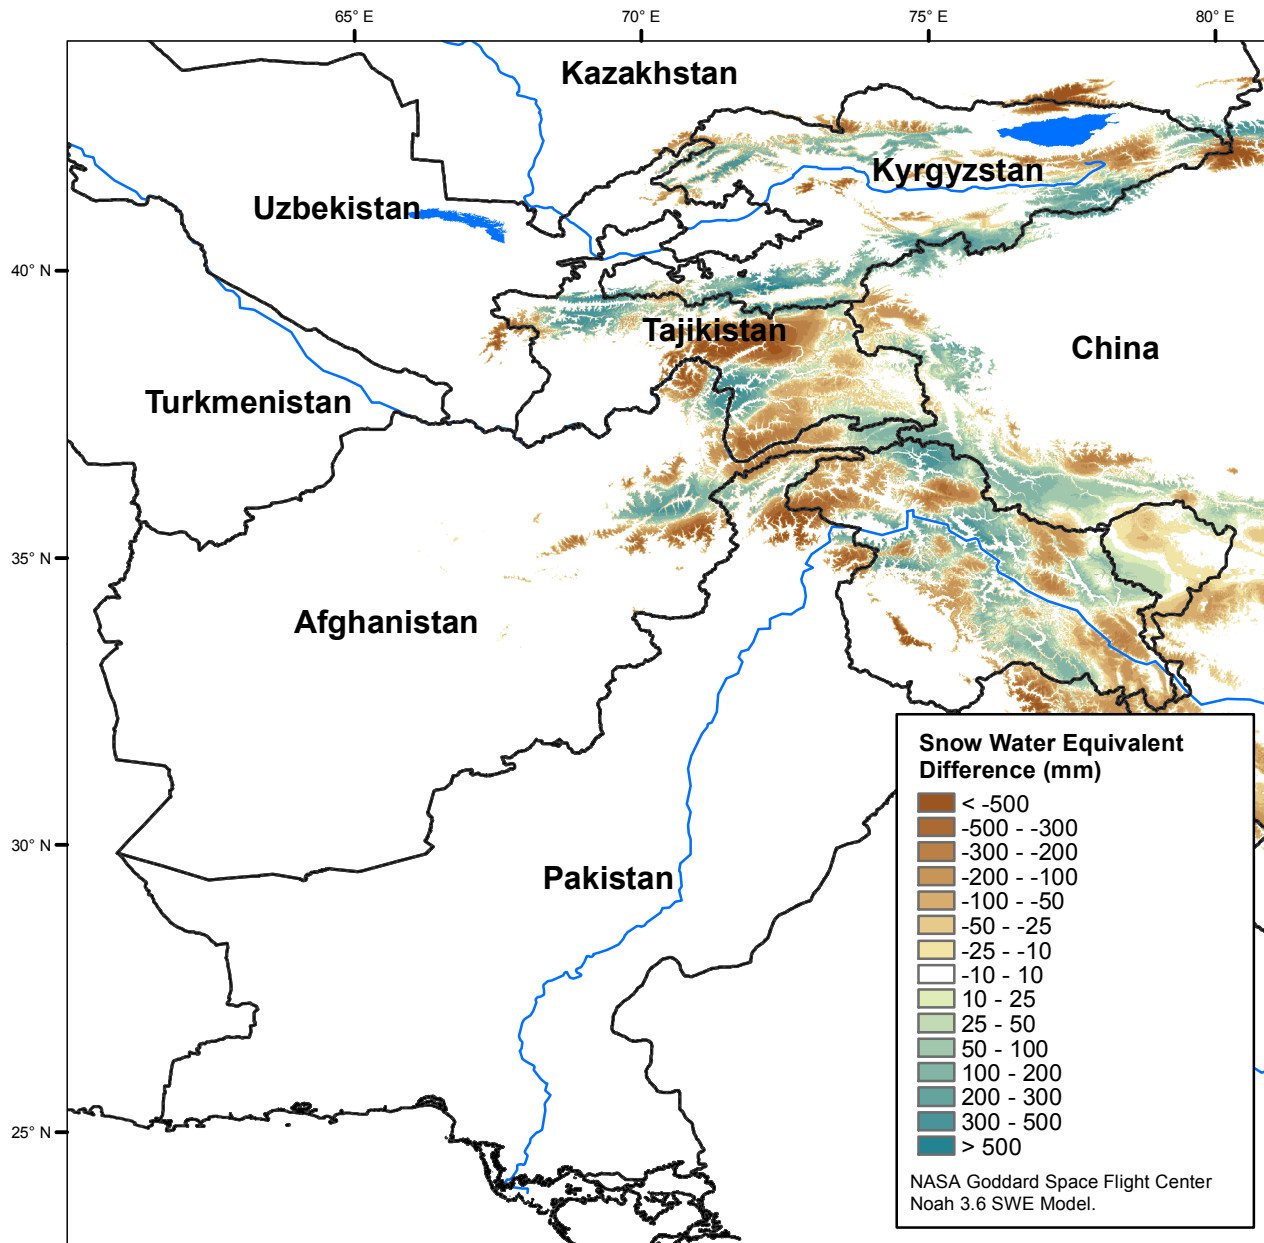 65° E
70° E
75° E
80° E
Kazakhstan
Kyrgyzstan
Uzbekistan
40° N
Tajikistan
China
Turkmenistan
35° N
Afghanistan
Snow Water Equivalent
Difference (mm)
< -500
-500 - -300
-300 - -200
-200 - -100
-100 - -50
-50 - -25
-25 - -10
-10 - 10
10 - 25
25 - 50
50 - 100
100 - 200
200 - 300
300 - 500
> 500
NASA Goddard Space Flight Center
Noah 3.6 SWE Model.
30° N
Pakistan
25° N